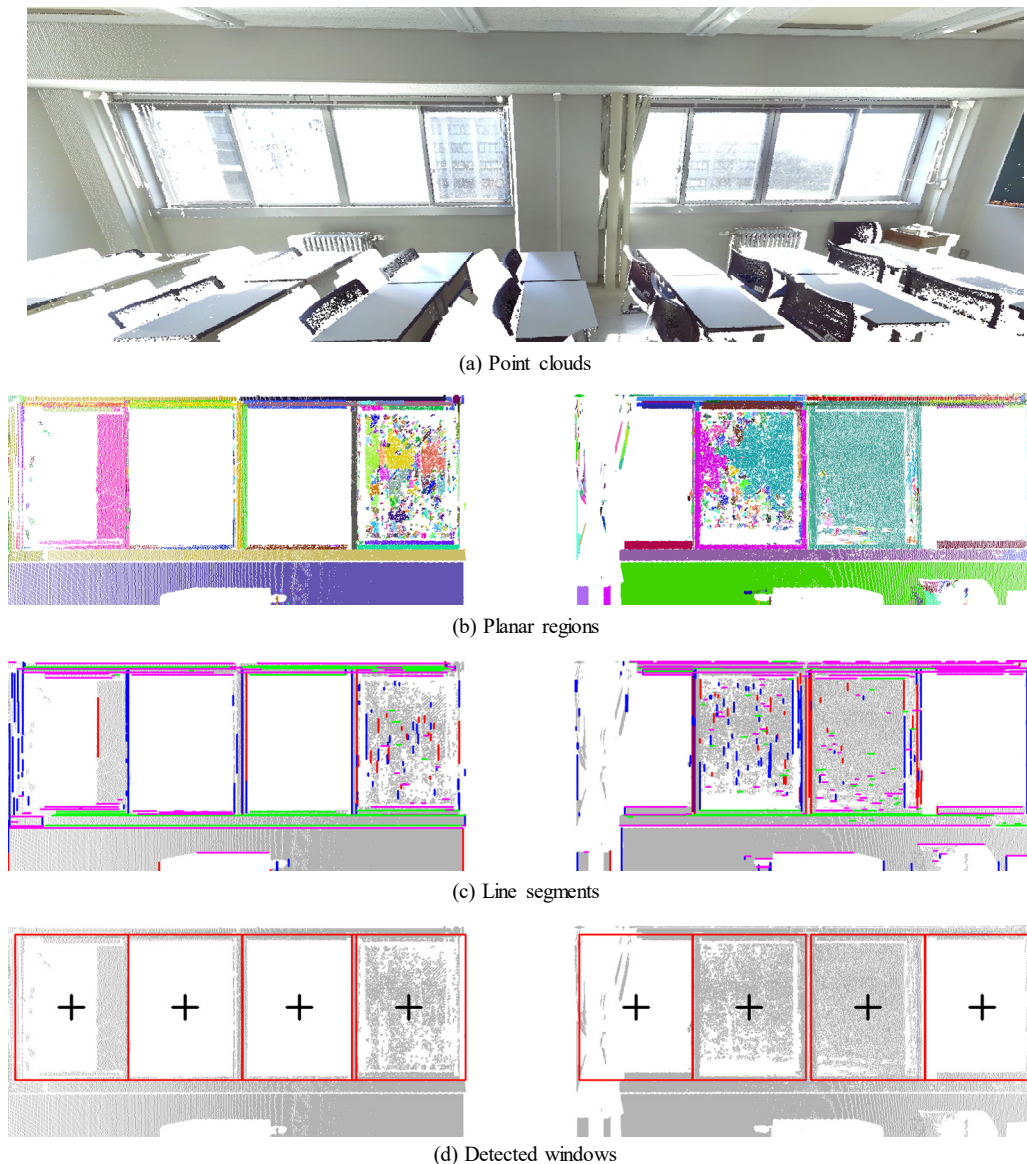 (a) Point clouds
(b) Planar regions
(c) Line segments
(d) Detected windows